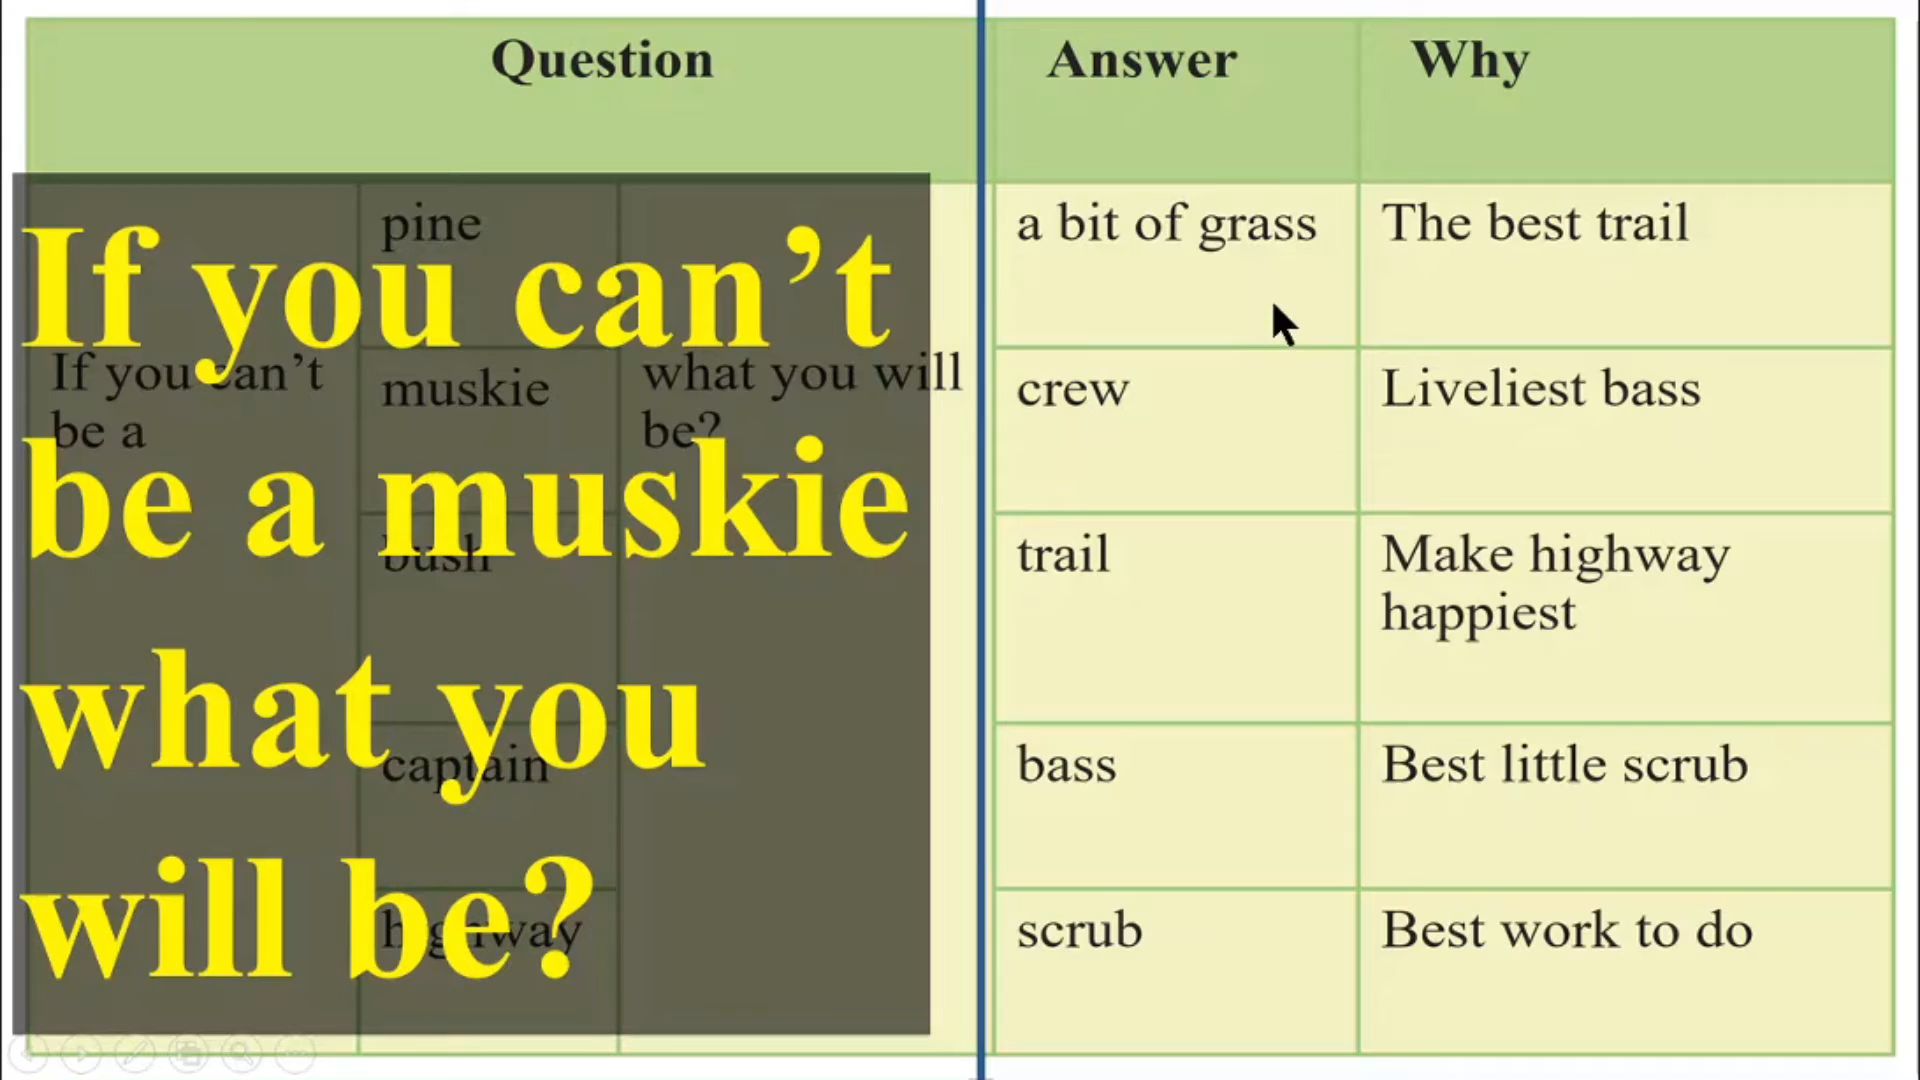 Question Answer Why
pine a bit of grass The best trail
If you can't be a muskie what you will be? crew Liveliest bass
bush trail Make highway happiest
captain bass Best little scrub
highway scrub Best work to do
If you can’t
be a muskie
what you
will be?